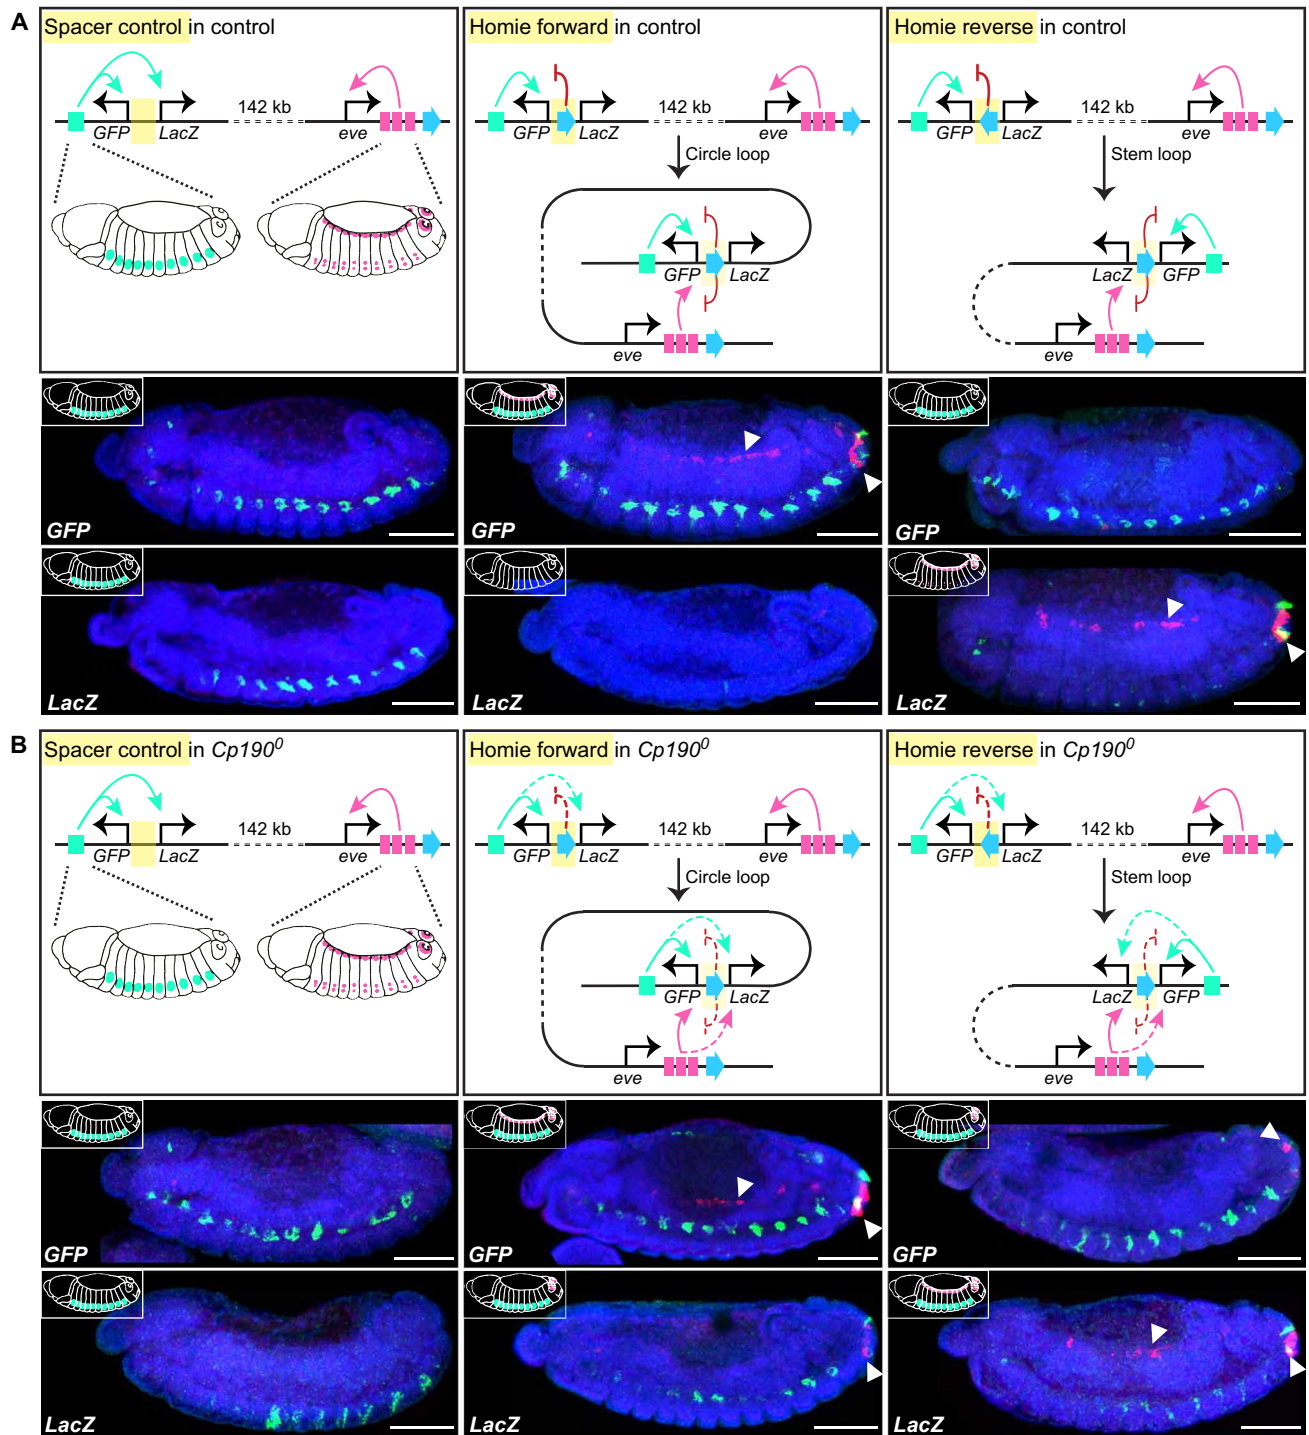 A
Spacer control in control
142 kb
GFP
LacZ
eve
Homie forward in control
142 kb
GFP
LacZ
eve
Circle loop
GFP
LacZ
eve
Homie reverse in control
142 kb
GFP
LacZ
eve
Stem loop
LacZ
GFP
eve
GFP
GFP
GFP
LacZ
LacZ
LacZ
B
Spacer control in Cp190⁰
142 kb
GFP
LacZ
eve
Homie forward in Cp190⁰
142 kb
GFP
LacZ
eve
Circle loop
GFP
LacZ
eve
Homie reverse in Cp190⁰
142 kb
GFP
LacZ
eve
Stem loop
LacZ
GFP
eve
GFP
GFP
GFP
LacZ
LacZ
LacZ